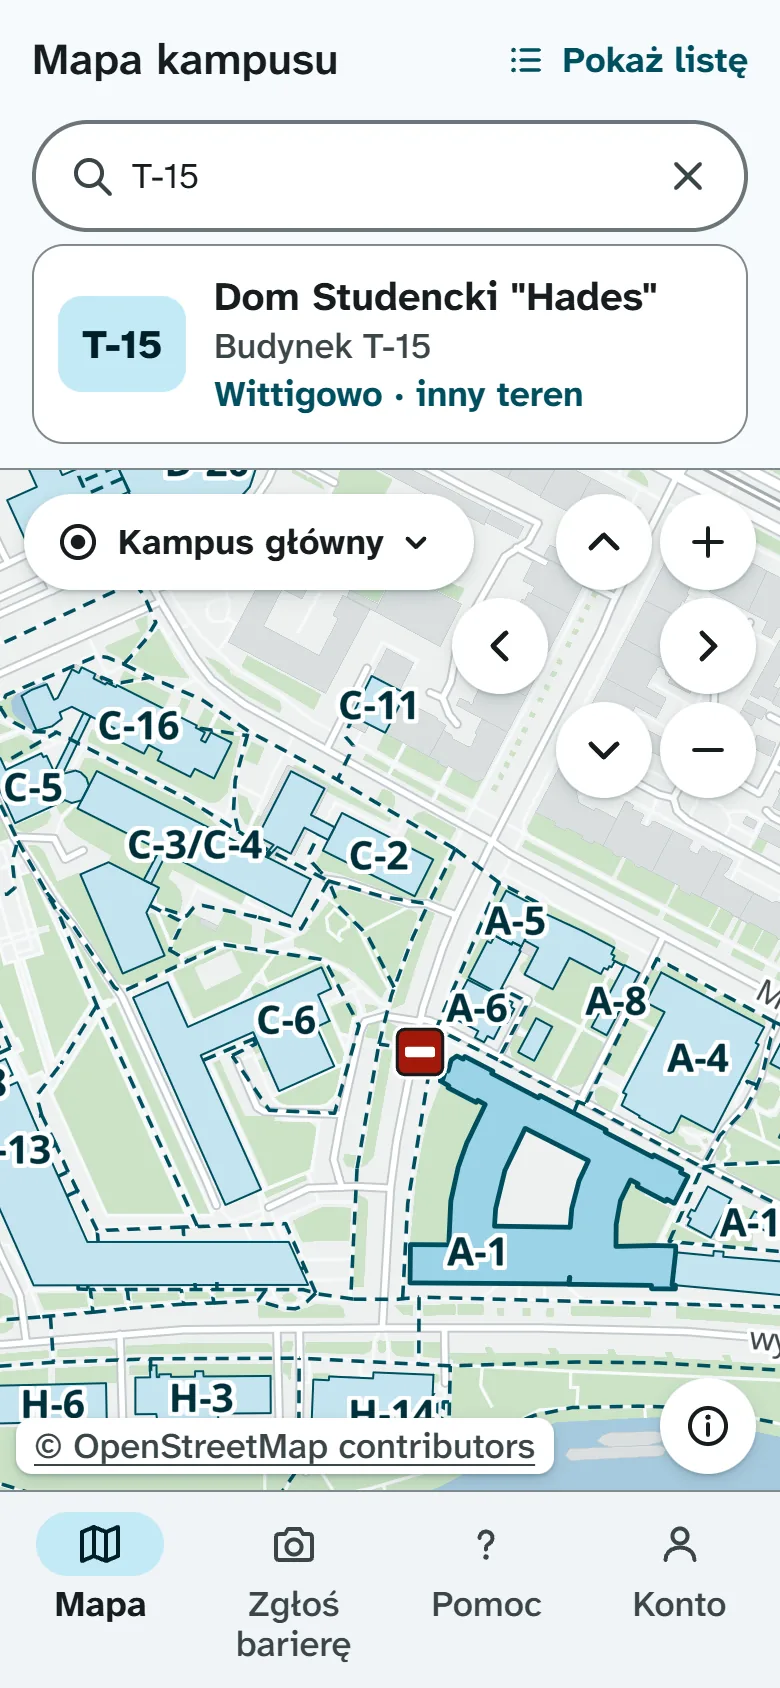 Mapa kampusu
Pokaż listę
T-15
T-15
Dom Studencki "Hades"
Budynek T-15
Wittigowo · inny teren
Kampus główny
C-11
C-16
C-5
C-3/C-4
C-2
A-5
A-6
A-8
C-6
A-4
-13
A-1
A-1
H-6
H-3
H-14
wy
© OpenStreetMap contributors
Mapa
Zgłoś
barierę
Pomoc
Konto